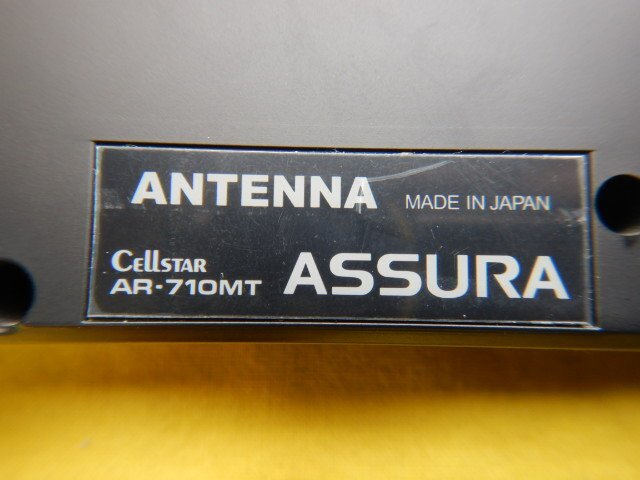 ANTENNA MADE IN JAPAN
CELLSTAR
AR-710MT ASSURA